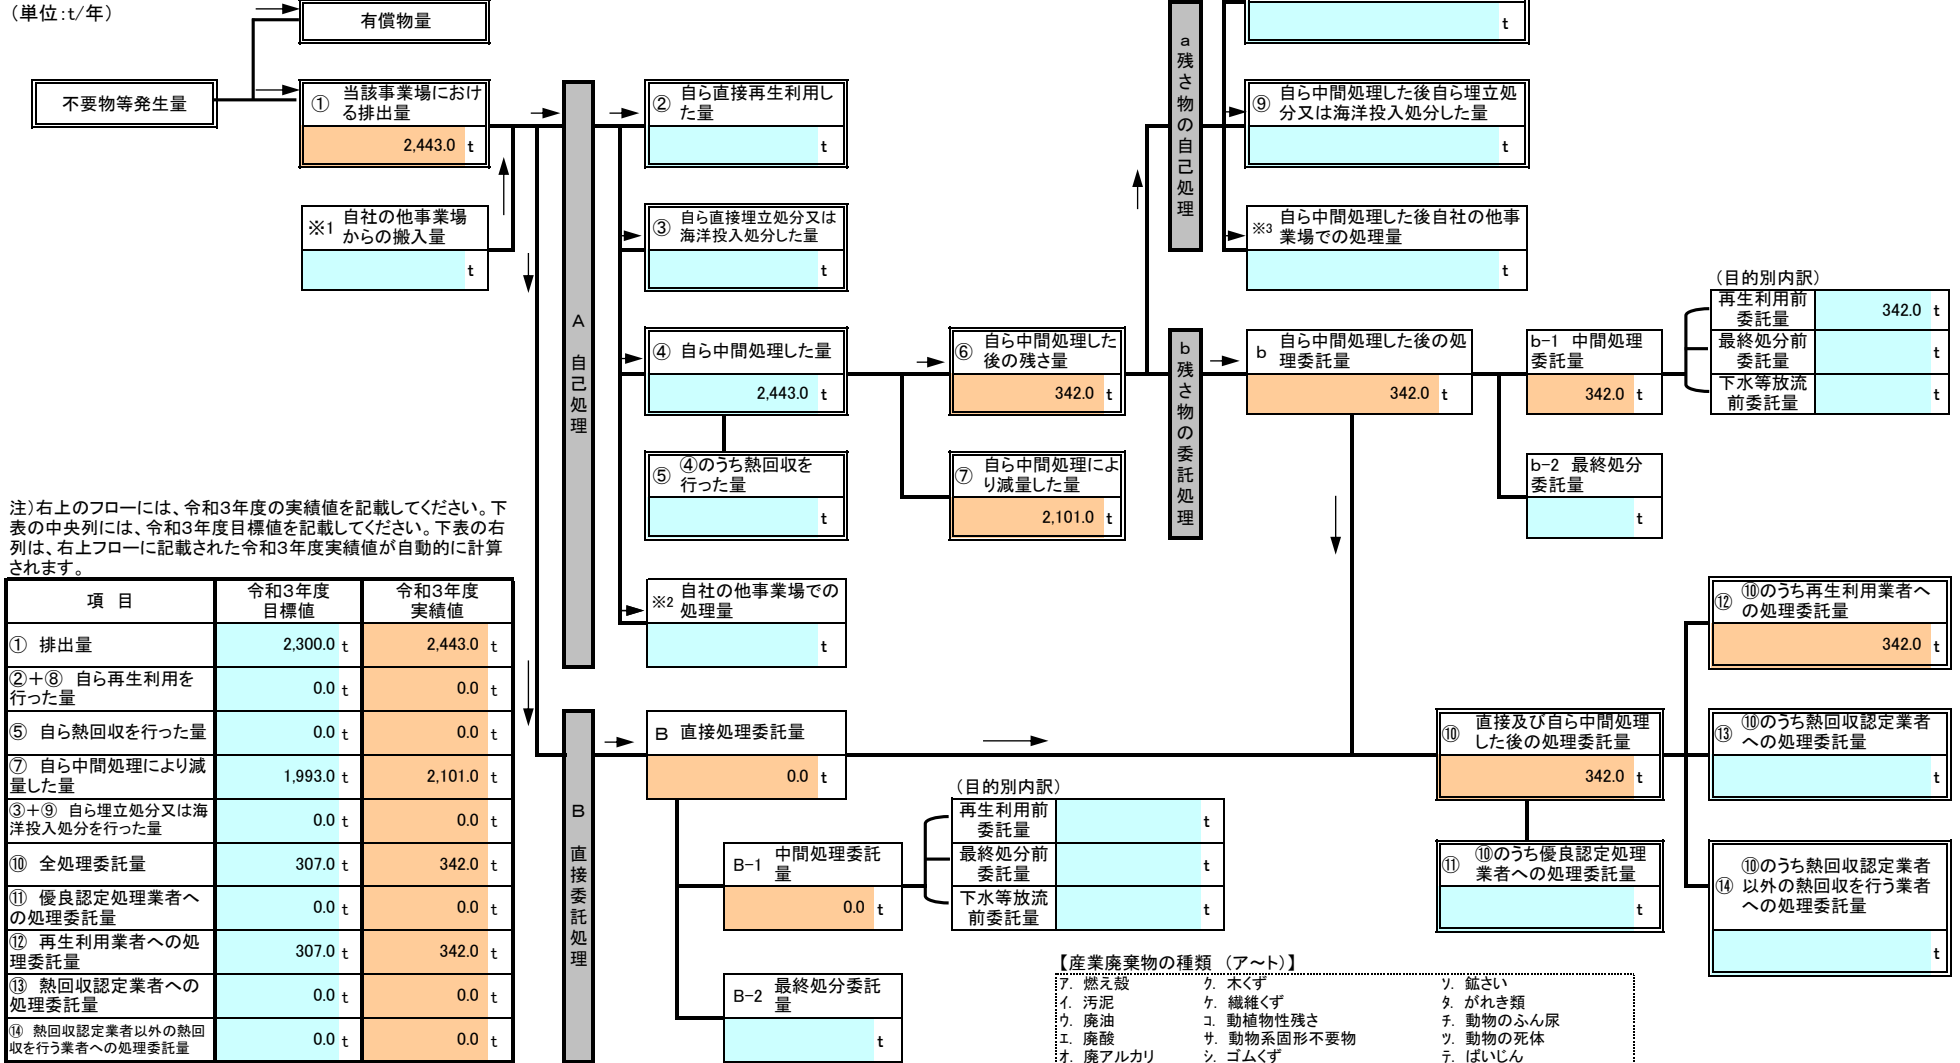 （単位：t/年）
有償物量
不要物等発生量
① 当該事業場におけ
る排出量
2,443.0 t
※1 自社の他事業場
からの搬入量
t
A 自己処理
② 自ら直接再生利用し
た量
t
③ 自ら直接埋立処分又は
海洋投入処分した量
t
④ 自ら中間処理した量
2,443.0 t
⑤ ④のうち熱回収を
行った量
t
※2 自社の他事業場での
処理量
t
⑥ 自ら中間処理した
後の残さ量
342.0 t
⑦ 自ら中間処理によ
り減量した量
2,101.0 t
a 残さ物の自己処理
t
⑨ 自ら中間処理した後自ら埋立処
分又は海洋投入処分した量
t
※3 自ら中間処理した後自社の他事
業場での処理量
t
b 残さ物の委託処理
b 自ら中間処理した後の処
理委託量
342.0 t
b-1 中間処理
委託量
342.0 t
b-2 最終処分
委託量
t
（目的別内訳）
再生利用前
委託量
342.0 t
最終処分前
委託量
t
下水等放流
前委託量
t
注）右上のフローには、令和３年度の実績値を記載してください。下
表の中央列には、令和３年度目標値を記載してください。下表の右
列は、右上フローに記載された令和３年度実績値が自動的に計算
されます。
項 目
令和３年度
目標値
令和３年度
実績値
① 排出量 2,300.0 t 2,443.0 t
②＋⑧ 自ら再生利用を
行った量 0.0 t 0.0 t
⑤ 自ら熱回収を行った量 0.0 t 0.0 t
⑦ 自ら中間処理により減
量した量 1,993.0 t 2,101.0 t
③＋⑨ 自ら埋立処分又は海
洋投入処分を行った量 0.0 t 0.0 t
⑩ 全処理委託量 307.0 t 342.0 t
⑪ 優良認定処理業者へ
の処理委託量 0.0 t 0.0 t
⑫ 再生利用業者への処
理委託量 307.0 t 342.0 t
⑬ 熱回収認定業者への
処理委託量 0.0 t 0.0 t
⑭ 熱回収認定業者以外の熱回
収を行う業者への処理委託量 0.0 t 0.0 t
B 直接委託処理
B 直接処理委託量
0.0 t
B-1 中間処理委託
量
0.0 t
B-2 最終処分委託
量
t
（目的別内訳）
再生利用前
委託量
t
最終処分前
委託量
t
下水等放流
前委託量
t
⑩ 直接及び自ら中間処理
した後の処理委託量
342.0 t
⑪ ⑩のうち優良認定処理
業者への処理委託量
t
⑫ ⑩のうち再生利用業者へ
の処理委託量
342.0 t
⑬ ⑩のうち熱回収認定業者
への処理委託量
t
⑭ ⑩のうち熱回収認定業者
以外の熱回収を行う業者
への処理委託量
t
【産業廃棄物の種類 （ア～ト）】
ア. 燃え殻 ク. 木くず ソ. 鉱さい
イ. 汚泥 ケ. 繊維くず タ. がれき類
ウ. 廃油 コ. 動植物性残さ チ. 動物のふん尿
エ. 廃酸 サ. 動物系固形不要物 ツ. 動物の死体
オ. 廃アルカリ シ. ゴムくず テ. ばいじん